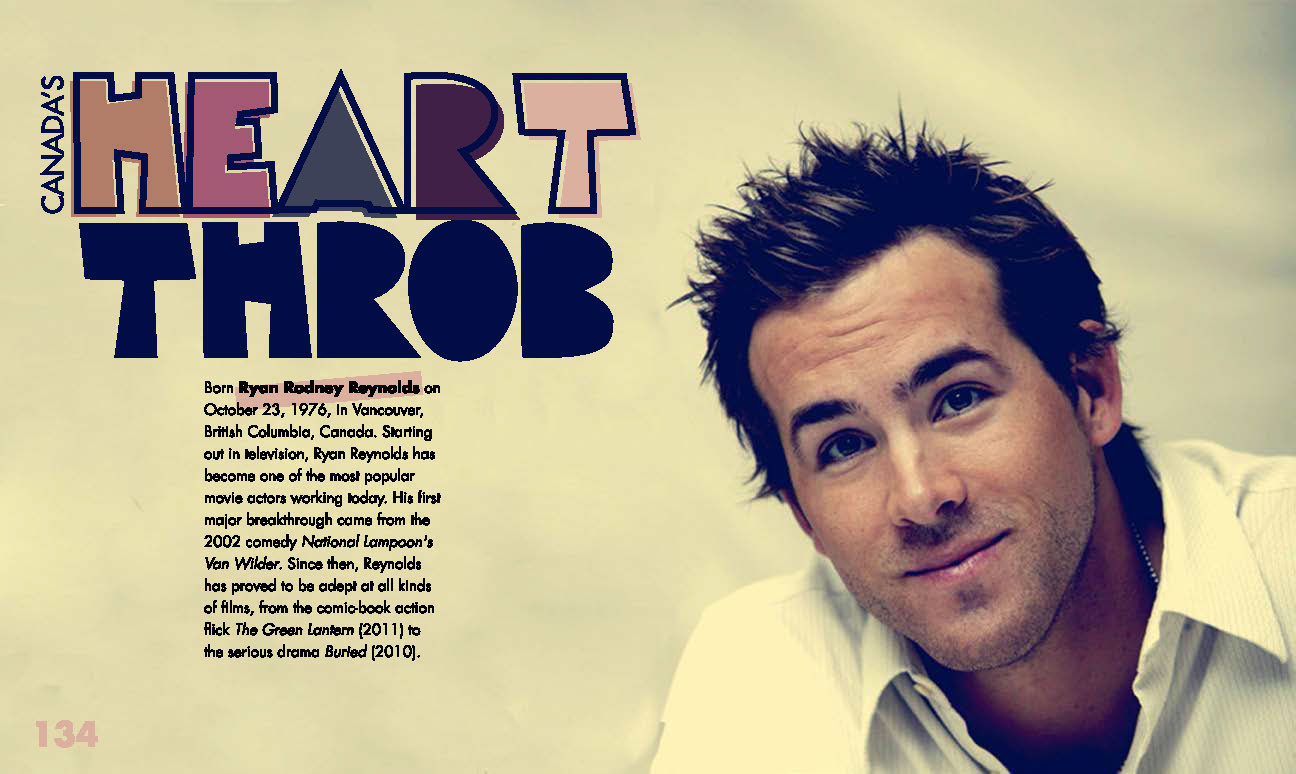 CANADA'S
HEART
THROB
Born Ryan Rodney Reynolds on
October 23, 1976, in Vancouver,
British Columbia, Canada. Starting
out in television, Ryan Reynolds has
become one of the most popular
movie actors working today. His first
major breakthrough came from the
2002 comedy National Lampoon's
Van Wilder. Since then, Reynolds
has proved to be adept at all kinds
of films, from the comic-book action
flick The Green Lantern (2011) to
the serious drama Buried (2010).
134